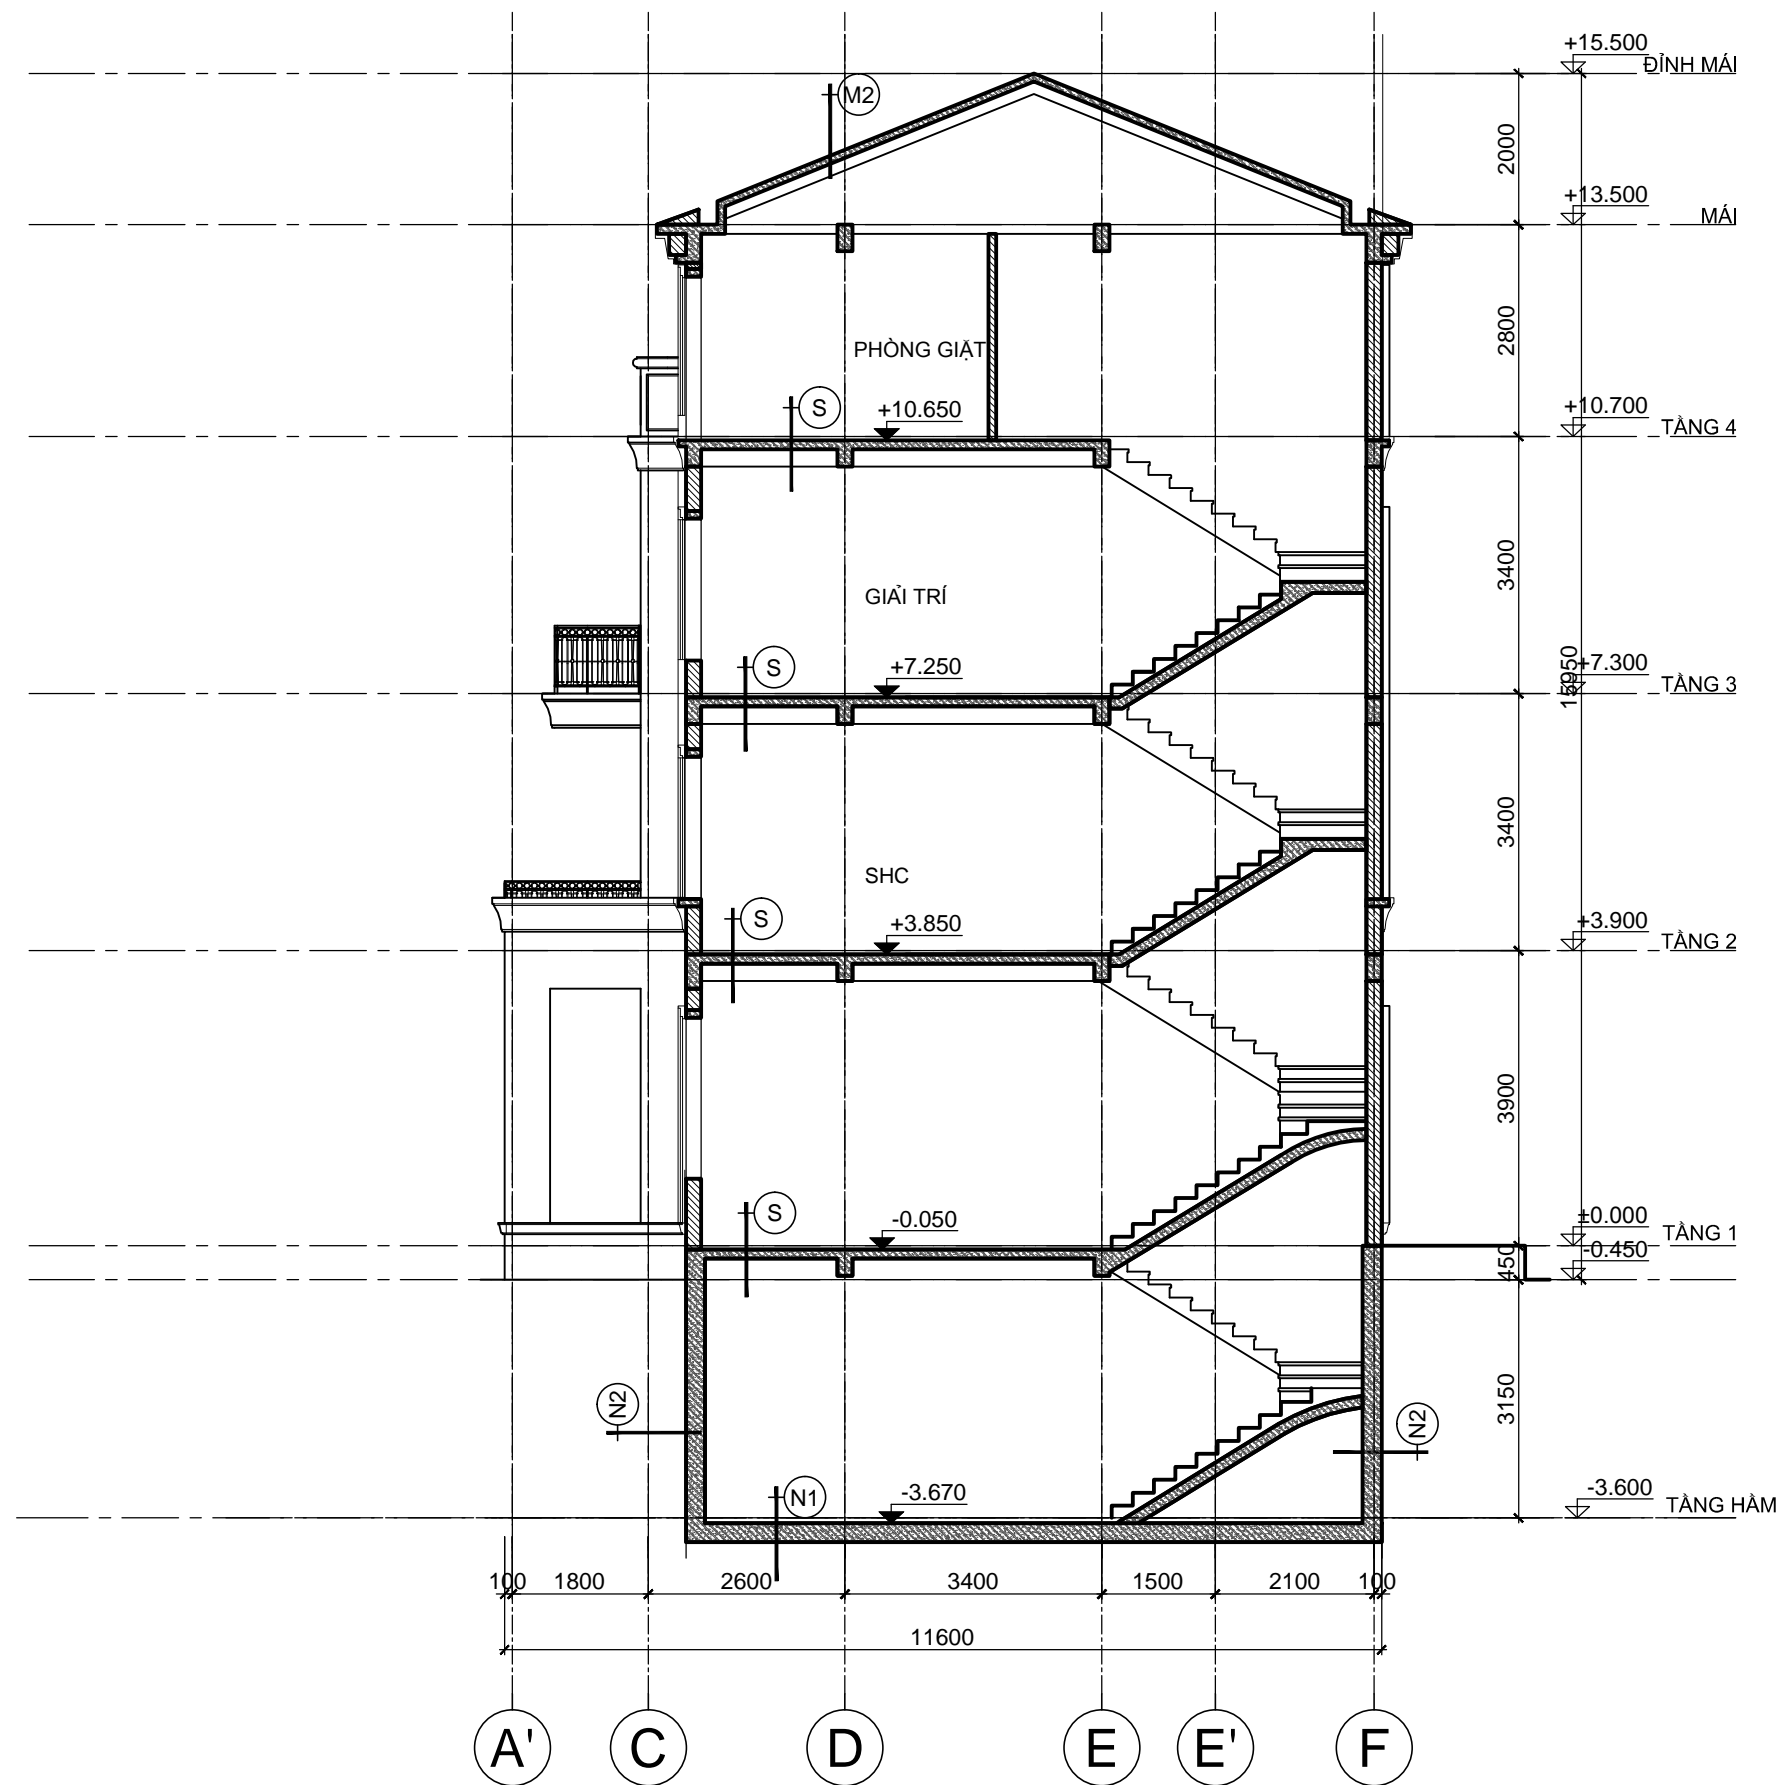 +15.500
ĐỈNH MÁI
M2
2000
+13.500
MÁI
2800
PHÒNG GIẶT
S
+10.650
+10.700
TẦNG 4
3400
GIẢI TRÍ
S
+7.250
15950
+7.300
TẦNG 3
3400
SHC
S
+3.850
+3.900
TẦNG 2
3900
S
-0.050
±0.000
TẦNG 1
450
-0.450
3150
N2
N2
N1
-3.670
-3.600
TẦNG HẦM
100 1800 2600 3400 1500 2100 100
11600
A' C D E E' F